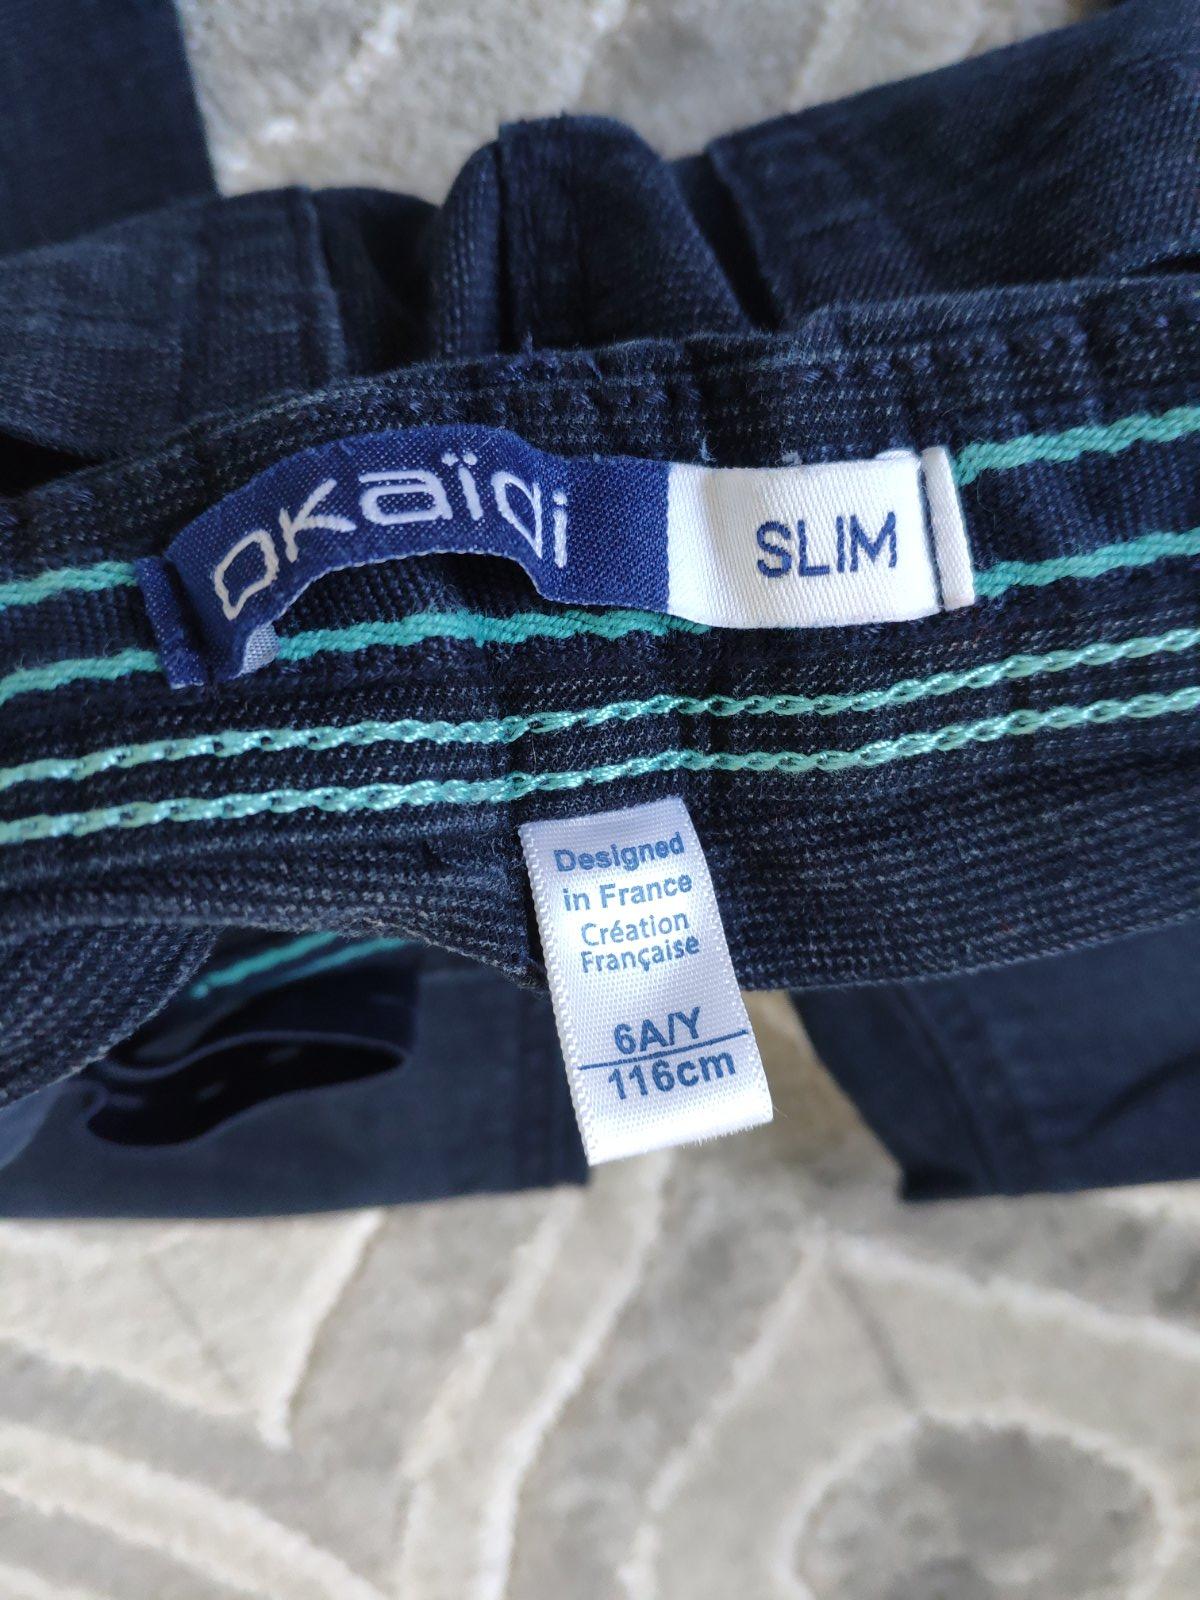 oKaïdi
SLIM
Designed
in France
Création
Française
6A/Y
116cm